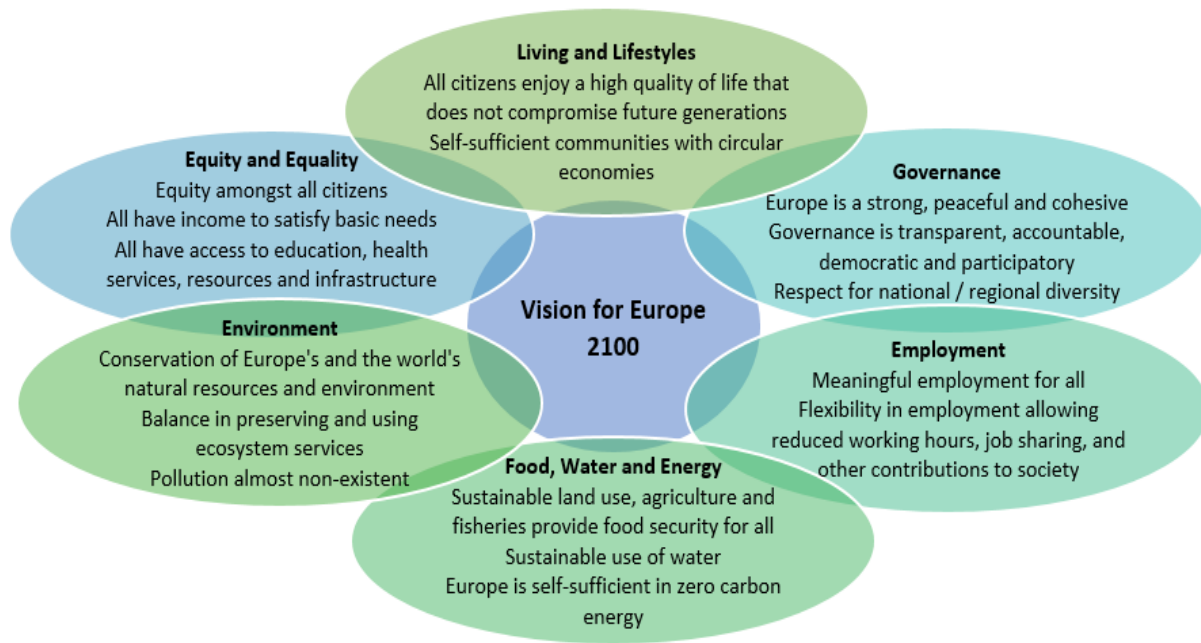 Living and Lifestyles
All citizens enjoy a high quality of life that
does not compromise future generations
Self-sufficient communities with circular
economies
Equity and Equality
Equity amongst all citizens
All have income to satisfy basic needs
All have access to education, health
services, resources and infrastructure
Governance
Europe is a strong, peaceful and cohesive
Governance is transparent, accountable,
democratic and participatory
Respect for national / regional diversity
Vision for Europe
2100
Environment
Conservation of Europe's and the world's
natural resources and environment
Balance in preserving and using
ecosystem services
Pollution almost non-existent
Employment
Meaningful employment for all
Flexibility in employment allowing
reduced working hours, job sharing, and
other contributions to society
Food, Water and Energy
Sustainable land use, agriculture and
fisheries provide food security for all
Sustainable use of water
Europe is self-sufficient in zero carbon
energy